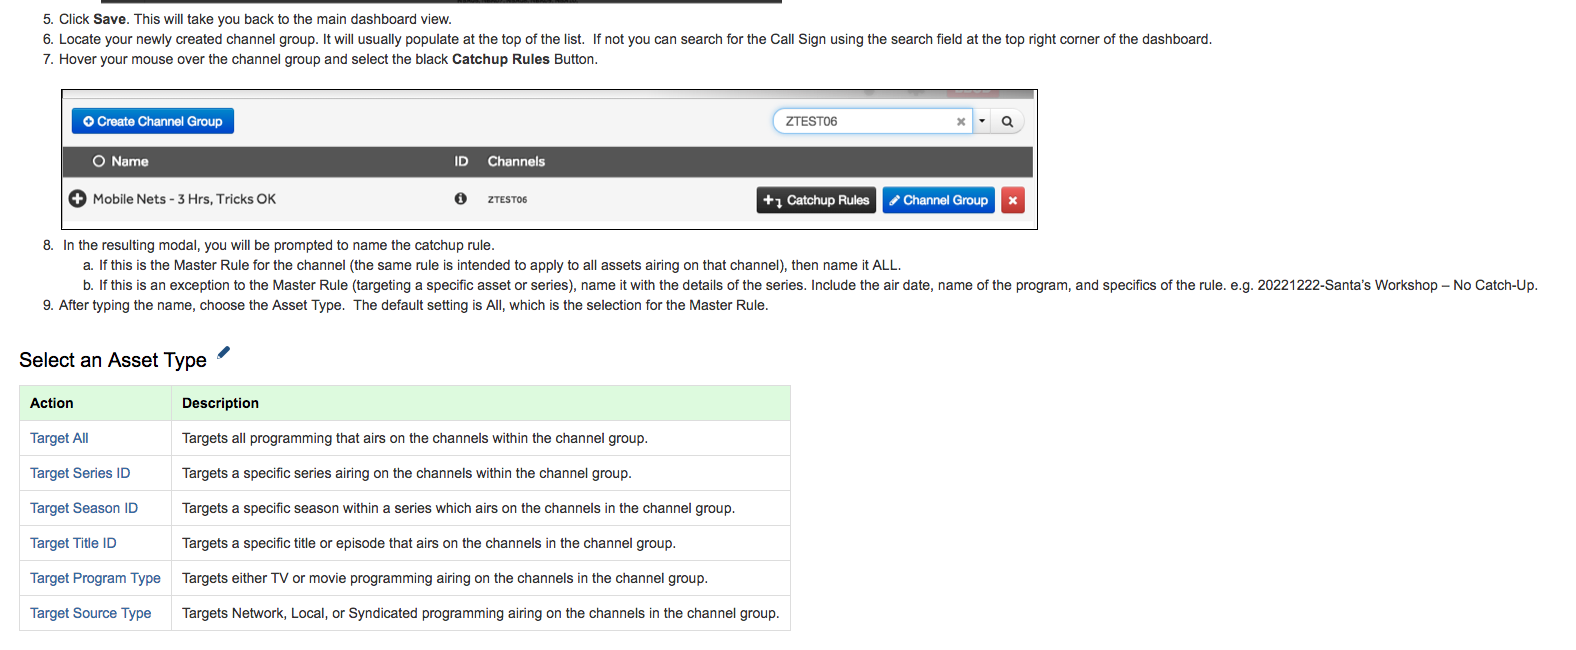 5. Click Save. This will take you back to the main dashboard view.
6. Locate your newly created channel group. It will usually populate at the top of the list.  If not you can search for the Call Sign using the search field at the top right corner of the dashboard.
7. Hover your mouse over the channel group and select the black Catchup Rules Button.
Create Channel Group
ZTEST06
Name ID Channels
Mobile Nets - 3 Hrs, Tricks OK ZTEST06 Catchup Rules Channel Group
8. In the resulting modal, you will be prompted to name the catchup rule.
a. If this is the Master Rule for the channel (the same rule is intended to apply to all assets airing on that channel), then name it ALL.
b. If this is an exception to the Master Rule (targeting a specific asset or series), name it with the details of the series. Include the air date, name of the program, and specifics of the rule. e.g. 20221222-Santa’s Workshop – No Catch-Up.
9. After typing the name, choose the Asset Type.  The default setting is All, which is the selection for the Master Rule.
Select an Asset Type
Action Description
Target All Targets all programming that airs on the channels within the channel group.
Target Series ID Targets a specific series airing on the channels within the channel group.
Target Season ID Targets a specific season within a series which airs on the channels in the channel group.
Target Title ID Targets a specific title or episode that airs on the channels in the channel group.
Target Program Type Targets either TV or movie programming airing on the channels in the channel group.
Target Source Type Targets Network, Local, or Syndicated programming airing on the channels in the channel group.